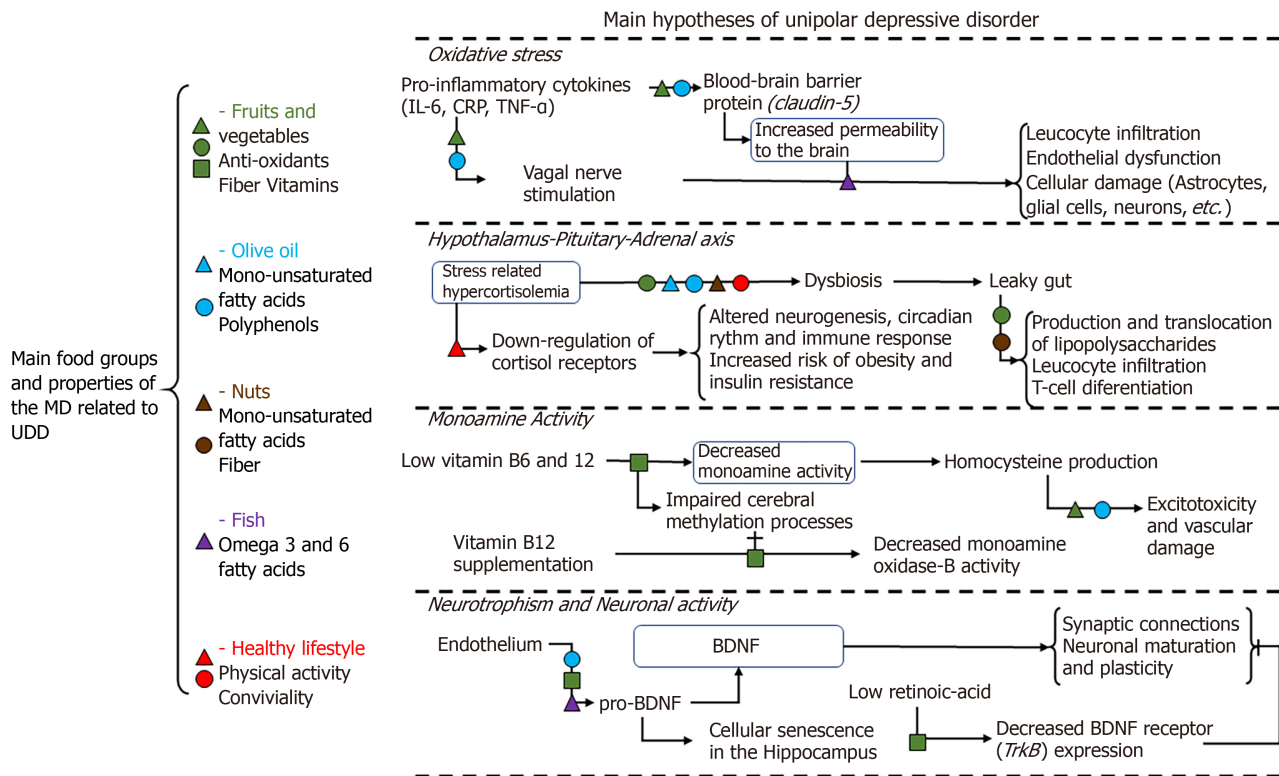 Main hypotheses of unipolar depressive disorder
Main food groups
and properties of
the MD related to
UDD
- Fruits and
vegetables
Anti-oxidants
Fiber Vitamins
- Olive oil
Mono-unsaturated
fatty acids
Polyphenols
- Nuts
Mono-unsaturated
fatty acids
Fiber
- Fish
Omega 3 and 6
fatty acids
- Healthy lifestyle
Physical activity
Conviviality
Oxidative stress
Pro-inflammatory cytokines
(IL-6, CRP, TNF-α)
Blood-brain barrier
protein (claudin-5)
Increased permeability
to the brain
Vagal nerve
stimulation
Leucocyte infiltration
Endothelial dysfunction
Cellular damage (Astrocytes,
glial cells, neurons, etc.)
Hypothalamus-Pituitary-Adrenal axis
Stress related
hypercortisolemia
Dysbiosis
Leaky gut
Down-regulation of
cortisol receptors
Altered neurogenesis, circadian
rythm and immune response
Increased risk of obesity and
insulin resistance
Production and translocation
of lipopolysaccharides
Leucocyte infiltration
T-cell diferentiation
Monoamine Activity
Low vitamin B6 and 12
Decreased
monoamine activity
Homocysteine production
Impaired cerebral
methylation processes
Excitotoxicity
and vascular
damage
Vitamin B12
supplementation
Decreased monoamine
oxidase-B activity
Neurotrophism and Neuronal activity
Endothelium
BDNF
Synaptic connections
Neuronal maturation
and plasticity
pro-BDNF
Low retinoic-acid
Cellular senescence
in the Hippocampus
Decreased BDNF receptor
(TrkB) expression